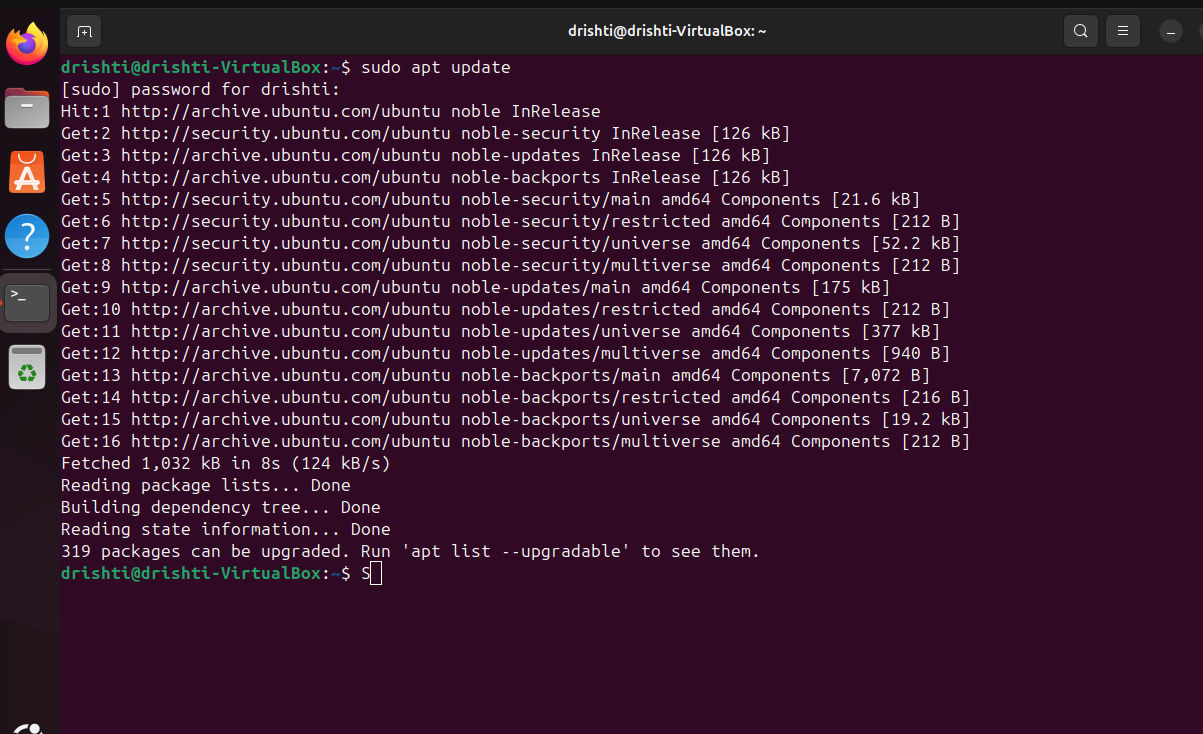 drishti@drishti-VirtualBox: ~
drishti@drishti-VirtualBox:~$ sudo apt update
[sudo] password for drishti:
Hit:1 http://archive.ubuntu.com/ubuntu noble InRelease
Get:2 http://security.ubuntu.com/ubuntu noble-security InRelease [126 kB]
Get:3 http://archive.ubuntu.com/ubuntu noble-updates InRelease [126 kB]
Get:4 http://archive.ubuntu.com/ubuntu noble-backports InRelease [126 kB]
Get:5 http://security.ubuntu.com/ubuntu noble-security/main amd64 Components [21.6 kB]
Get:6 http://security.ubuntu.com/ubuntu noble-security/restricted amd64 Components [212 B]
Get:7 http://security.ubuntu.com/ubuntu noble-security/universe amd64 Components [52.2 kB]
Get:8 http://security.ubuntu.com/ubuntu noble-security/multiverse amd64 Components [212 B]
Get:9 http://archive.ubuntu.com/ubuntu noble-updates/main amd64 Components [175 kB]
Get:10 http://archive.ubuntu.com/ubuntu noble-updates/restricted amd64 Components [212 B]
Get:11 http://archive.ubuntu.com/ubuntu noble-updates/universe amd64 Components [377 kB]
Get:12 http://archive.ubuntu.com/ubuntu noble-updates/multiverse amd64 Components [940 B]
Get:13 http://archive.ubuntu.com/ubuntu noble-backports/main amd64 Components [7,072 B]
Get:14 http://archive.ubuntu.com/ubuntu noble-backports/restricted amd64 Components [216 B]
Get:15 http://archive.ubuntu.com/ubuntu noble-backports/universe amd64 Components [19.2 kB]
Get:16 http://archive.ubuntu.com/ubuntu noble-backports/multiverse amd64 Components [212 B]
Fetched 1,032 kB in 8s (124 kB/s)
Reading package lists... Done
Building dependency tree... Done
Reading state information... Done
319 packages can be upgraded. Run 'apt list --upgradable' to see them.
drishti@drishti-VirtualBox:~$ S